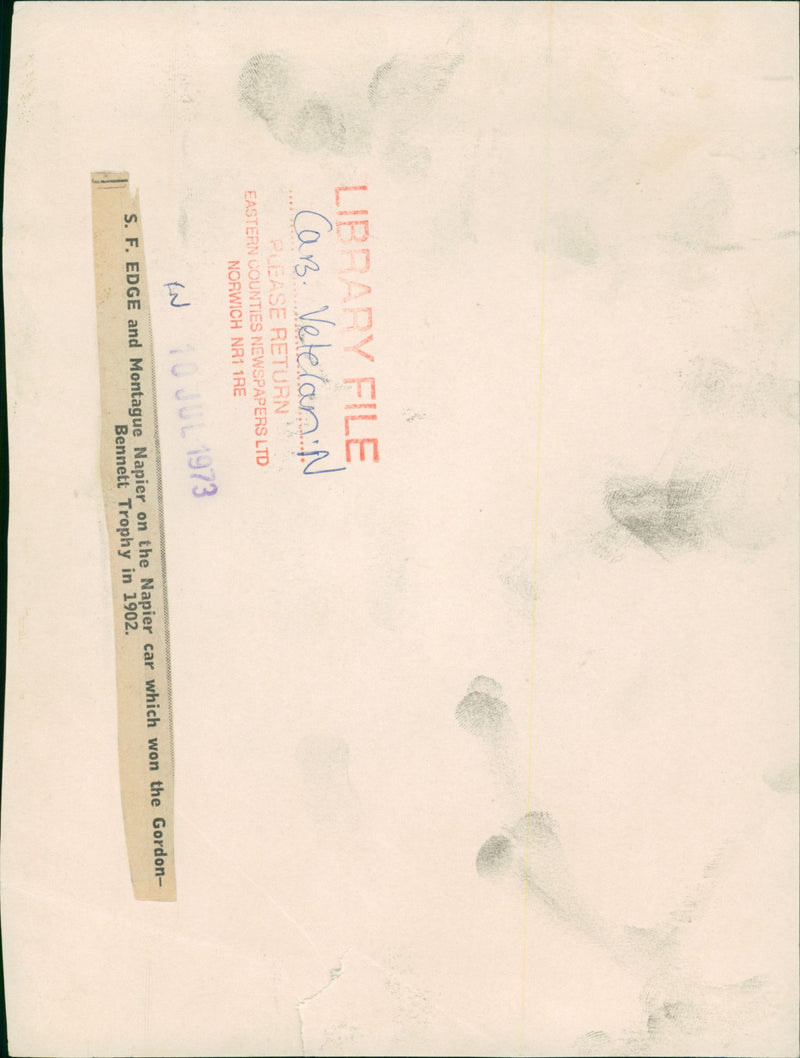 LIBRARY FILE
Cars. Veteran: N
PLEASE RETURN
EASTERN COUNTIES NEWSPAPERS LTD
NORWICH NR1 1RE
EN 10 JUL 1973
S. F. EDGE and Montague Napier on the Napier car which won the Gordon-
Bennett Trophy in 1902.